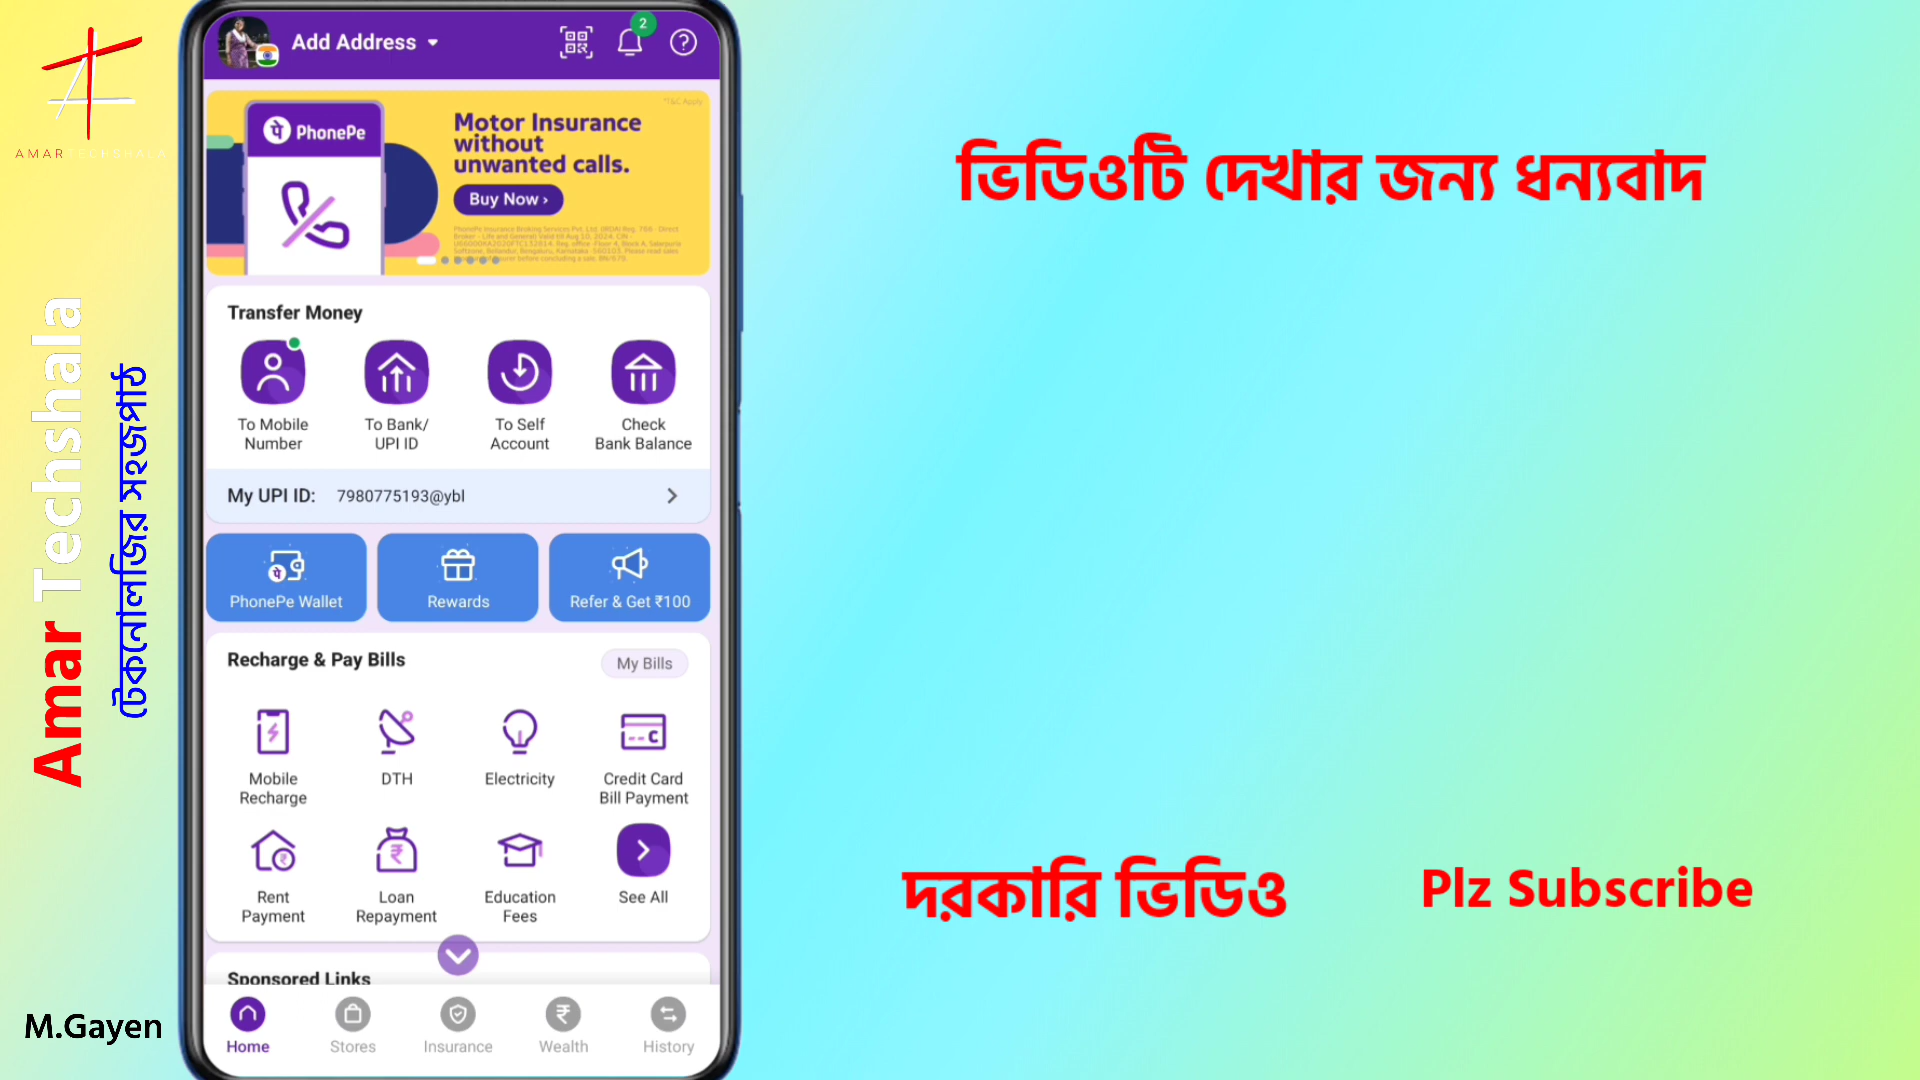 AMAR TECHSHALA
Amar Techshala
টেকনোলজির সহজপাঠ
M.Gayen
Add Address
2
*T&C Apply
पे PhonePe
Motor Insurance
without
unwanted calls.
Buy Now ›
Transfer Money
To Mobile
Number
To Bank/
UPI ID
To Self
Account
Check
Bank Balance
My UPI ID: 7980775193@ybl
PhonePe Wallet
Rewards
Refer & Get ₹100
Recharge & Pay Bills
My Bills
Mobile
Recharge
DTH
Electricity
Credit Card
Bill Payment
Rent
Payment
Loan
Repayment
Education
Fees
See All
Sponsored Links
Home
Stores
Insurance
Wealth
History
ভিডিওটি দেখার জন্য ধন্যবাদ
দরকারি ভিডিও
Plz Subscribe